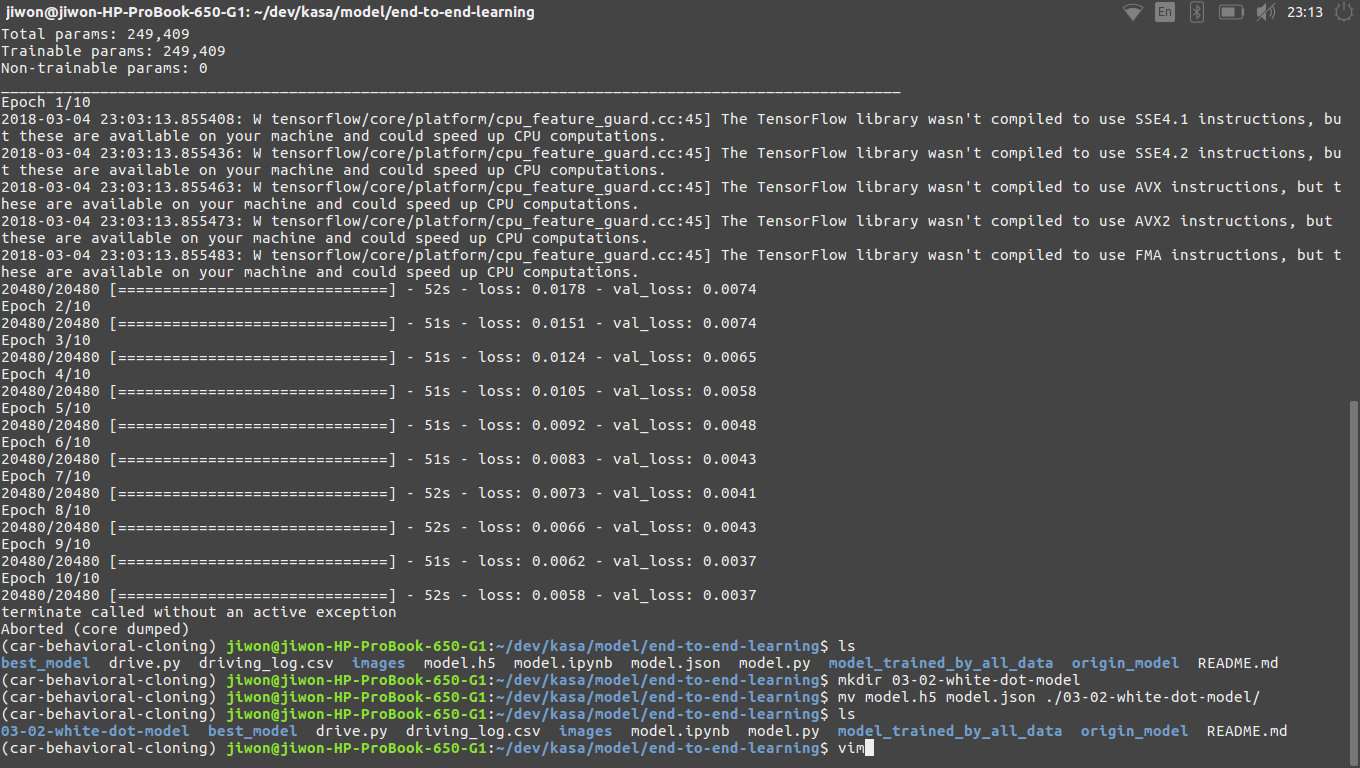 jiwon@jiwon-HP-ProBook-650-G1: ~/dev/kasa/model/end-to-end-learning
En
23:13
Total params: 249,409
Trainable params: 249,409
Non-trainable params: 0
____________________________________________________________________________________________________
Epoch 1/10
2018-03-04 23:03:13.855408: W tensorflow/core/platform/cpu_feature_guard.cc:45] The TensorFlow library wasn't compiled to use SSE4.1 instructions, bu
t these are available on your machine and could speed up CPU computations.
2018-03-04 23:03:13.855436: W tensorflow/core/platform/cpu_feature_guard.cc:45] The TensorFlow library wasn't compiled to use SSE4.2 instructions, bu
t these are available on your machine and could speed up CPU computations.
2018-03-04 23:03:13.855463: W tensorflow/core/platform/cpu_feature_guard.cc:45] The TensorFlow library wasn't compiled to use AVX instructions, but t
hese are available on your machine and could speed up CPU computations.
2018-03-04 23:03:13.855473: W tensorflow/core/platform/cpu_feature_guard.cc:45] The TensorFlow library wasn't compiled to use AVX2 instructions, but
these are available on your machine and could speed up CPU computations.
2018-03-04 23:03:13.855483: W tensorflow/core/platform/cpu_feature_guard.cc:45] The TensorFlow library wasn't compiled to use FMA instructions, but t
hese are available on your machine and could speed up CPU computations.
20480/20480 [==============================] - 52s - loss: 0.0178 - val_loss: 0.0074
Epoch 2/10
20480/20480 [==============================] - 51s - loss: 0.0151 - val_loss: 0.0074
Epoch 3/10
20480/20480 [==============================] - 51s - loss: 0.0124 - val_loss: 0.0065
Epoch 4/10
20480/20480 [==============================] - 51s - loss: 0.0105 - val_loss: 0.0058
Epoch 5/10
20480/20480 [==============================] - 51s - loss: 0.0092 - val_loss: 0.0048
Epoch 6/10
20480/20480 [==============================] - 51s - loss: 0.0083 - val_loss: 0.0043
Epoch 7/10
20480/20480 [==============================] - 52s - loss: 0.0073 - val_loss: 0.0041
Epoch 8/10
20480/20480 [==============================] - 52s - loss: 0.0066 - val_loss: 0.0043
Epoch 9/10
20480/20480 [==============================] - 51s - loss: 0.0062 - val_loss: 0.0037
Epoch 10/10
20480/20480 [==============================] - 52s - loss: 0.0058 - val_loss: 0.0037
terminate called without an active exception
Aborted (core dumped)
(car-behavioral-cloning) jiwon@jiwon-HP-ProBook-650-G1:~/dev/kasa/model/end-to-end-learning$ ls
best_model  drive.py  driving_log.csv  images  model.h5  model.ipynb  model.json  model.py  model_trained_by_all_data  origin_model  README.md
(car-behavioral-cloning) jiwon@jiwon-HP-ProBook-650-G1:~/dev/kasa/model/end-to-end-learning$ mkdir 03-02-white-dot-model
(car-behavioral-cloning) jiwon@jiwon-HP-ProBook-650-G1:~/dev/kasa/model/end-to-end-learning$ mv model.h5 model.json ./03-02-white-dot-model/
(car-behavioral-cloning) jiwon@jiwon-HP-ProBook-650-G1:~/dev/kasa/model/end-to-end-learning$ ls
03-02-white-dot-model  best_model  drive.py  driving_log.csv  images  model.ipynb  model.py  model_trained_by_all_data  origin_model  README.md
(car-behavioral-cloning) jiwon@jiwon-HP-ProBook-650-G1:~/dev/kasa/model/end-to-end-learning$ vim